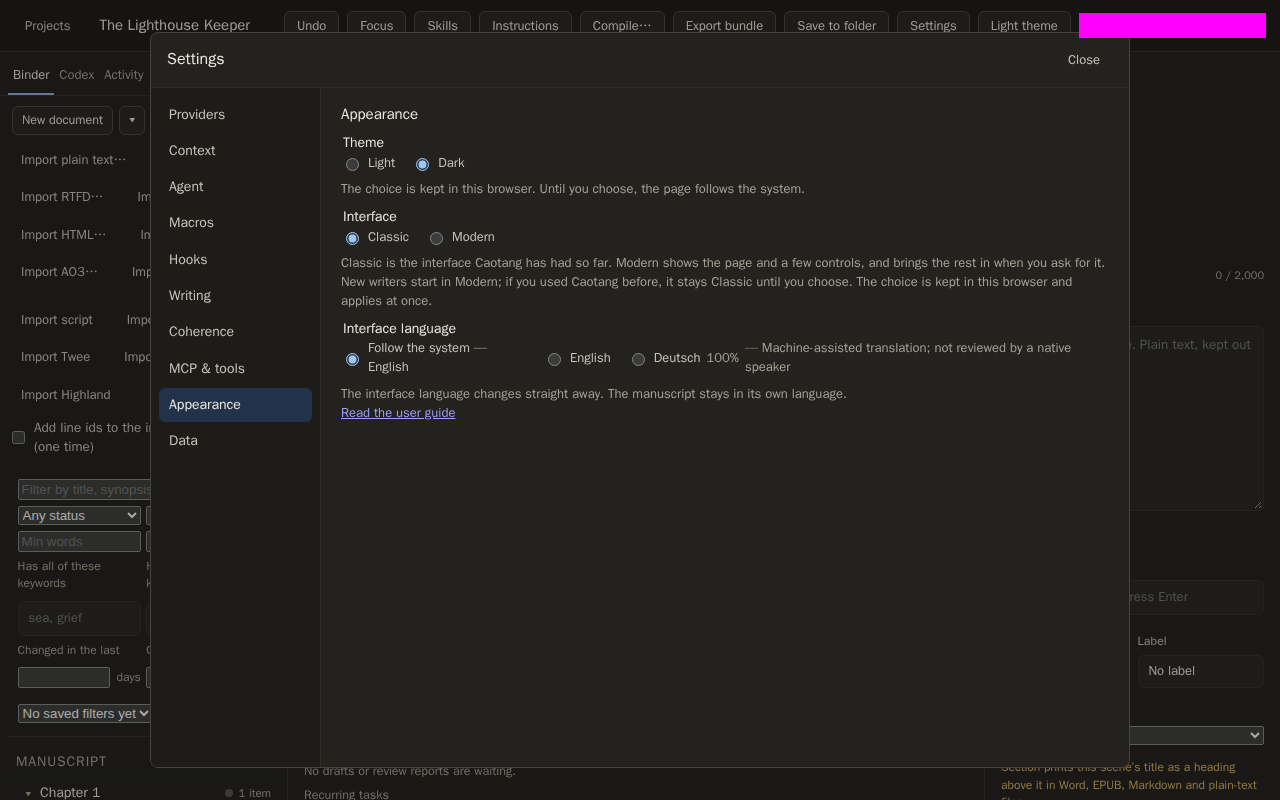 Projects The Lighthouse Keeper Undo Focus Skills Instructions Compile··· Export bundle Save to folder Settings Light theme
Settings
Close
Binder Codex Activity
New document
Import plain text···
Import RTFD···
Import HTML···
Import AO3···
Import script
Import Twee
Import Highland
Add line ids to the
(one time)
Filter by title, synopsis
Any status
Min words
Has all of these
keywords
sea, grief
Changed in the last
days
No saved filters yet
MANUSCRIPT
Chapter 1 1 item
Providers
Context
Agent
Macros
Hooks
Writing
Coherence
MCP & tools
Appearance
Data
Appearance
Theme
Light Dark
The choice is kept in this browser. Until you choose, the page follows the system.
Interface
Classic Modern
Classic is the interface Caotang has had so far. Modern shows the page and a few controls, and brings the rest in when you ask for it.
New writers start in Modern; if you used Caotang before, it stays Classic until you choose. The choice is kept in this browser and
applies at once.
Interface language
Follow the system —
English
English
Deutsch 100%
— Machine-assisted translation; not reviewed by a native
speaker
The interface language changes straight away. The manuscript stays in its own language.
Read the user guide
No drafts or review reports are waiting.
Recurring tasks
0 / 2,000
e. Plain text, kept out
ress Enter
Label
No label
Section prints this scene's title as a heading
above it in Word, EPUB, Markdown and plain-text